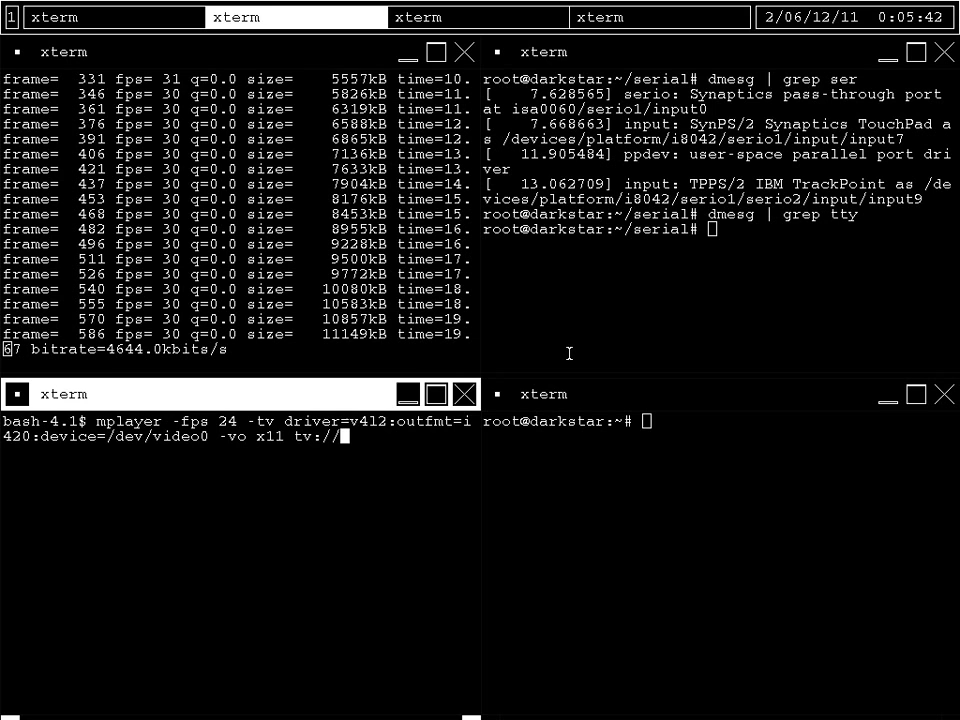 1 xterm xterm xterm xterm 2/06/12/11 0:05:42
xterm
frame=  331 fps= 31 q=0.0 size=    5557kB time=10.
frame=  346 fps= 30 q=0.0 size=    5826kB time=11.
frame=  361 fps= 30 q=0.0 size=    6319kB time=11.
frame=  376 fps= 30 q=0.0 size=    6588kB time=12.
frame=  391 fps= 30 q=0.0 size=    6865kB time=12.
frame=  406 fps= 30 q=0.0 size=    7136kB time=13.
frame=  421 fps= 30 q=0.0 size=    7633kB time=13.
frame=  437 fps= 30 q=0.0 size=    7904kB time=14.
frame=  453 fps= 30 q=0.0 size=    8176kB time=15.
frame=  468 fps= 30 q=0.0 size=    8453kB time=15.
frame=  482 fps= 30 q=0.0 size=    8955kB time=16.
frame=  496 fps= 30 q=0.0 size=    9228kB time=16.
frame=  511 fps= 30 q=0.0 size=    9500kB time=17.
frame=  526 fps= 30 q=0.0 size=    9772kB time=17.
frame=  540 fps= 30 q=0.0 size=   10080kB time=18.
frame=  555 fps= 30 q=0.0 size=   10583kB time=18.
frame=  570 fps= 30 q=0.0 size=   10857kB time=19.
frame=  586 fps= 30 q=0.0 size=   11149kB time=19.
67 bitrate=4644.0kbits/s
xterm
root@darkstar:~/serial# dmesg | grep ser
[    7.628565] serio: Synaptics pass-through port
at isa0060/serio1/input0
[    7.668663] input: SynPS/2 Synaptics TouchPad a
s /devices/platform/i8042/serio1/input/input7
[   11.905484] ppdev: user-space parallel port dri
ver
[   13.062709] input: TPPS/2 IBM TrackPoint as /de
vices/platform/i8042/serio1/serio2/input/input9
root@darkstar:~/serial# dmesg | grep tty
root@darkstar:~/serial#
xterm
bash-4.1$ mplayer -fps 24 -tv driver=v4l2:outfmt=i
420:device=/dev/video0 -vo x11 tv://
xterm
root@darkstar:~#